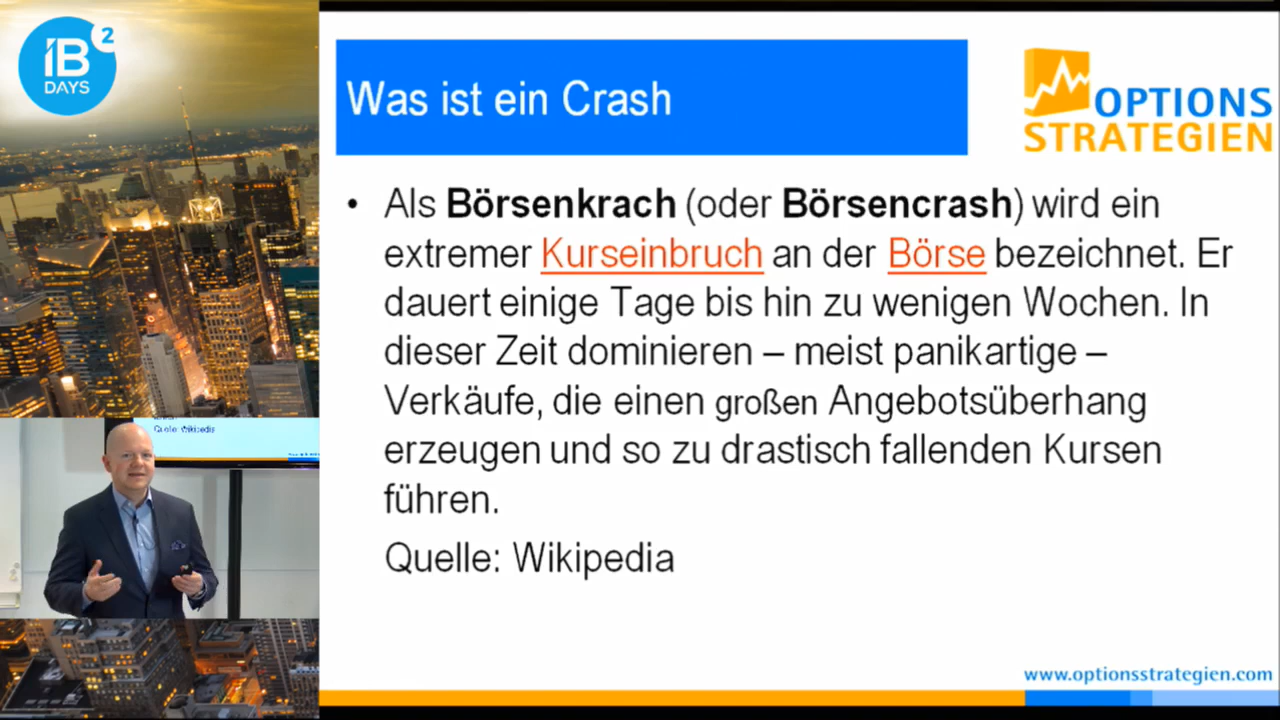 iB 2
DAYS
Was ist ein Crash
OPTIONS
STRATEGIEN
• Als Börsenkrach (oder Börsencrash) wird ein
extremer Kurseinbruch an der Börse bezeichnet. Er
dauert einige Tage bis hin zu wenigen Wochen. In
dieser Zeit dominieren – meist panikartige –
Verkäufe, die einen großen Angebotsüberhang
erzeugen und so zu drastisch fallenden Kursen
führen.
Quelle: Wikipedia
Quelle: Wikipedia
www.optionsstrategien.com